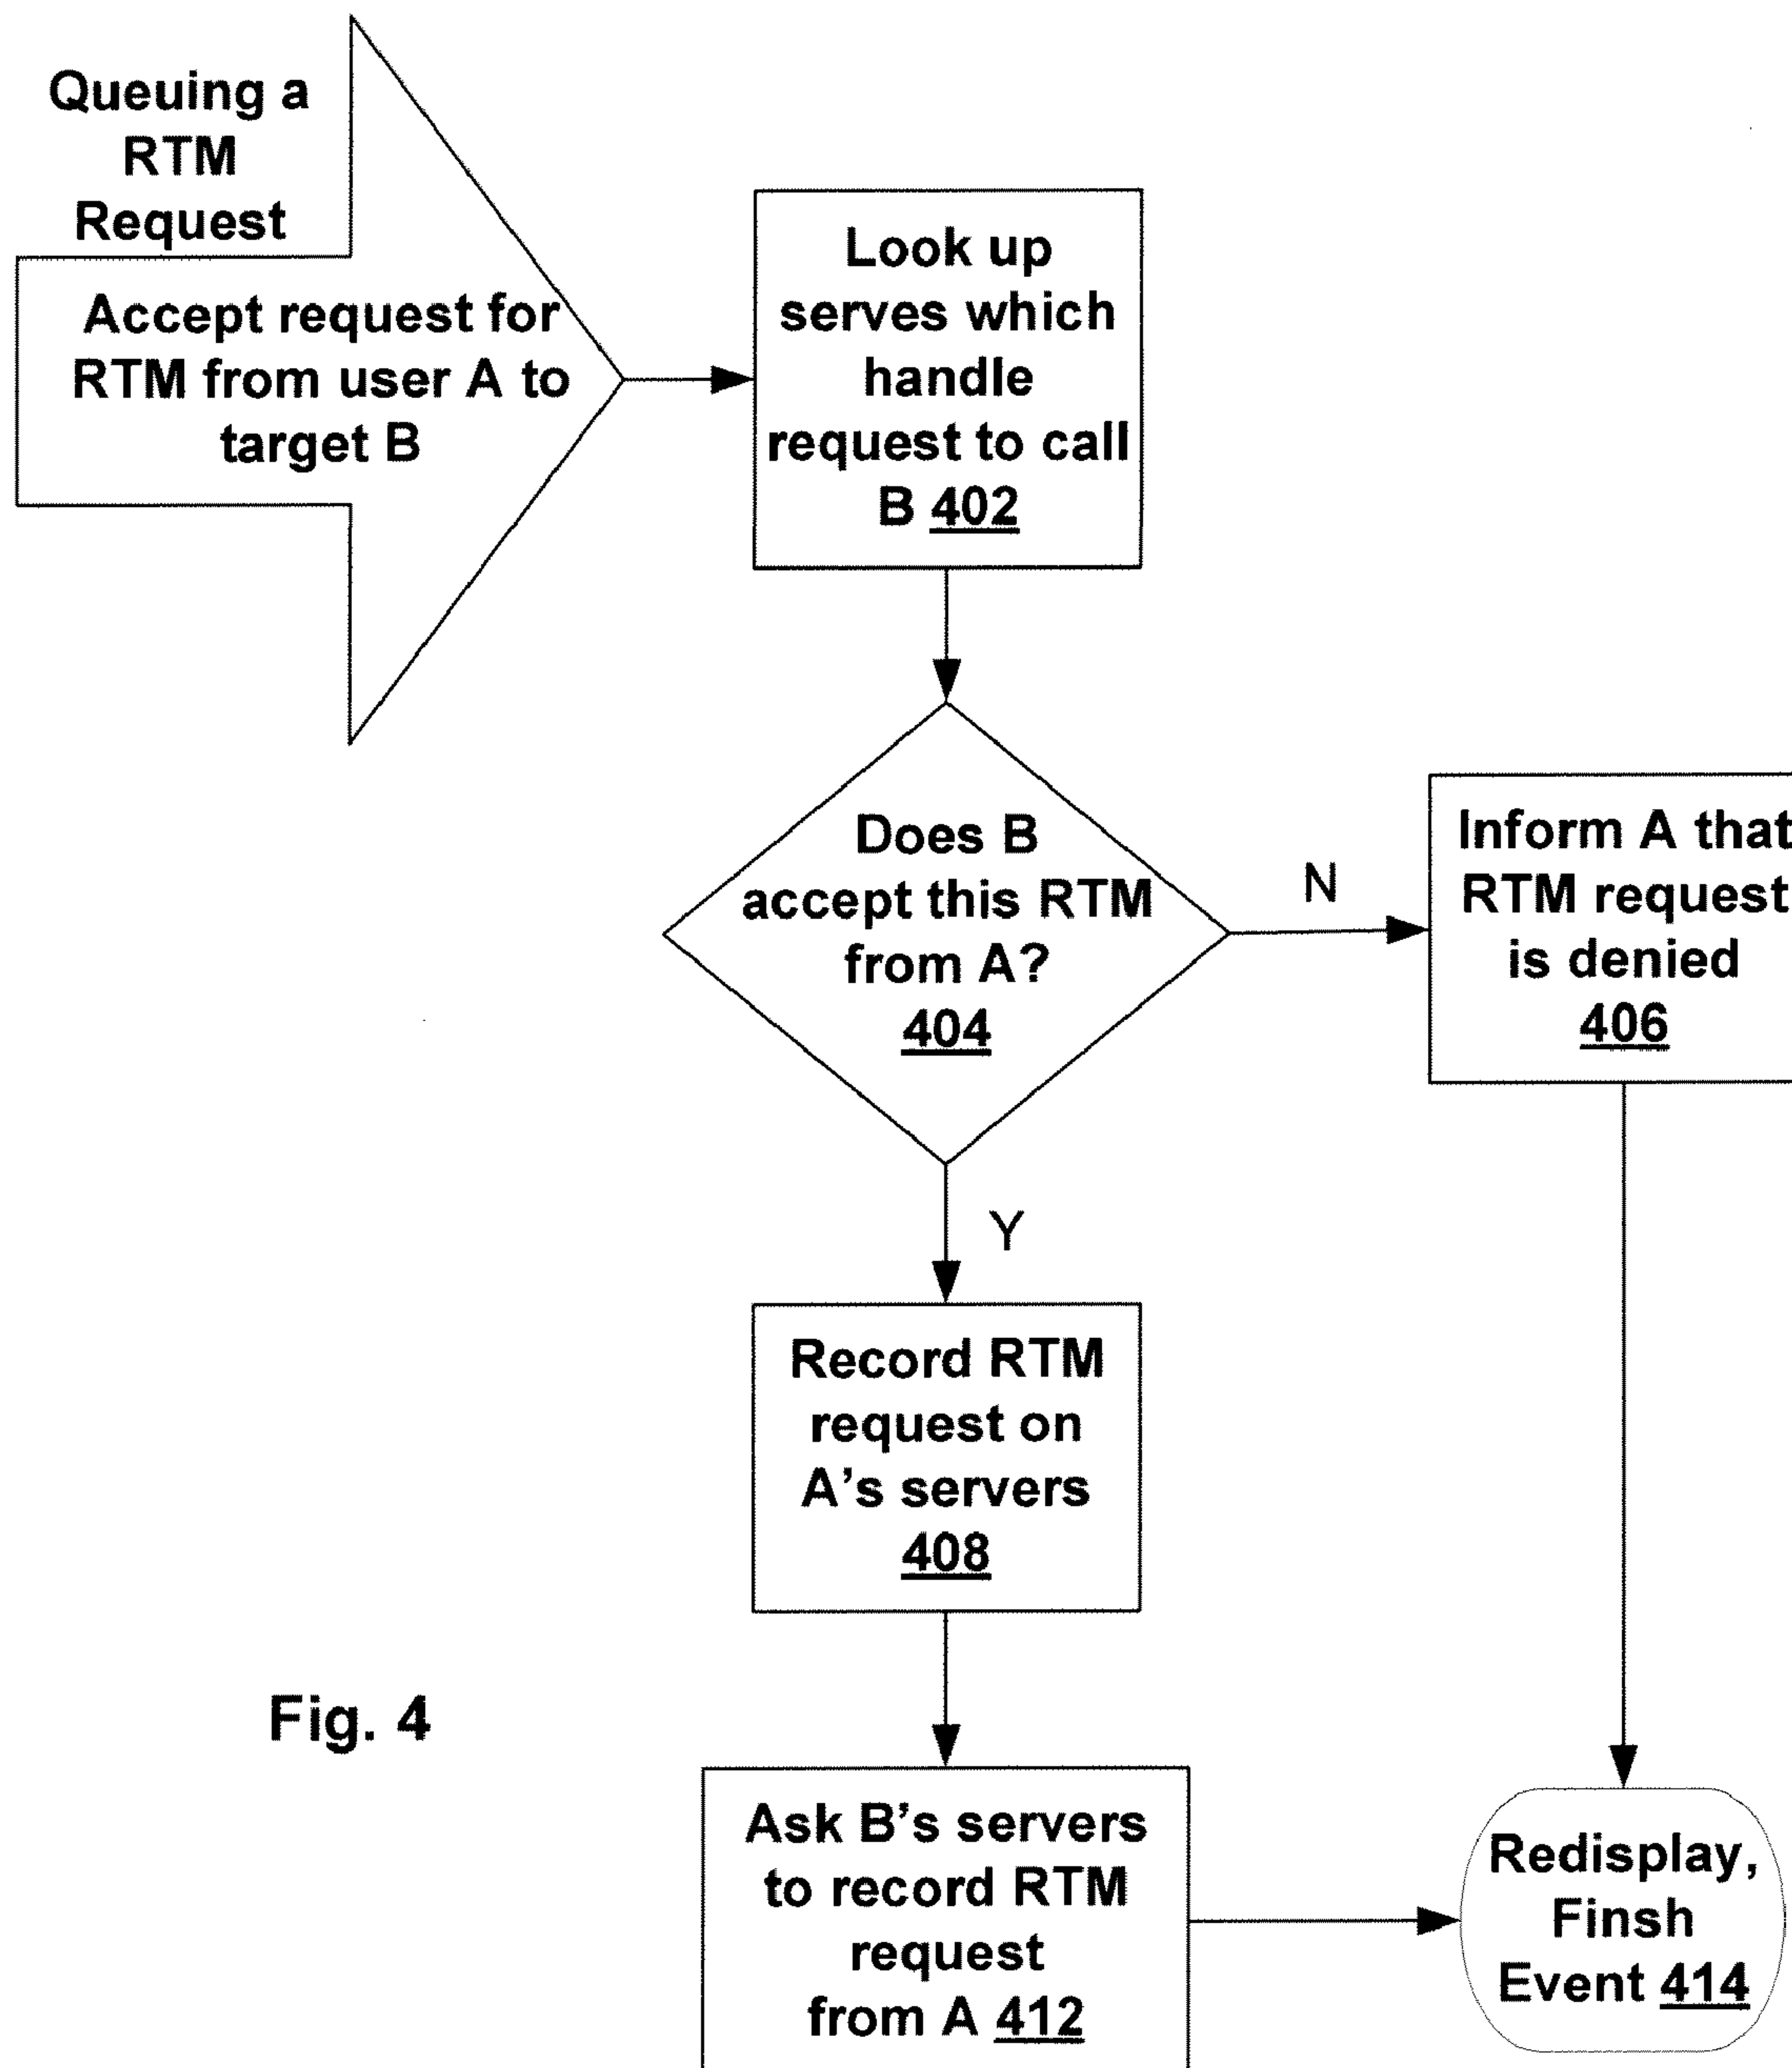 Queuing a
RTM
Request
Accept request for
RTM from user A to
target B
Look up
serves which
handle
request to call
B 402
Does B
accept this RTM
from A?
404
N
Inform A that
RTM request
is denied
406
Y
Record RTM
request on
A's servers
408
Fig. 4
Ask B's servers
to record RTM
request
from A 412
Redisplay,
Finsh
Event 414